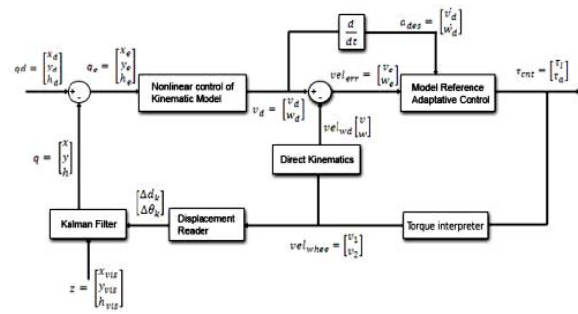 d
dt
a_des = [v̇_d
ẇ_d]
qd = [x_d
y_d
h_d]
q_e = [x_e
y_e
h_e]
Nonlinear control of
Kinematic Model
v_d = [v_d
w_d]
vel_err = [v_e
w_e]
Model Reference
Adaptative Control
τ_cnt = [τ_l
τ_a]
vel_wd [v
w]
q = [x
y
h]
Direct Kinematics
[Δd_k
Δθ_k]
Kalman Filter
Displacement
Reader
Torque interpreter
vel_whee = [v_1
v_2]
z = [x_vis
y_vis
h_vis]